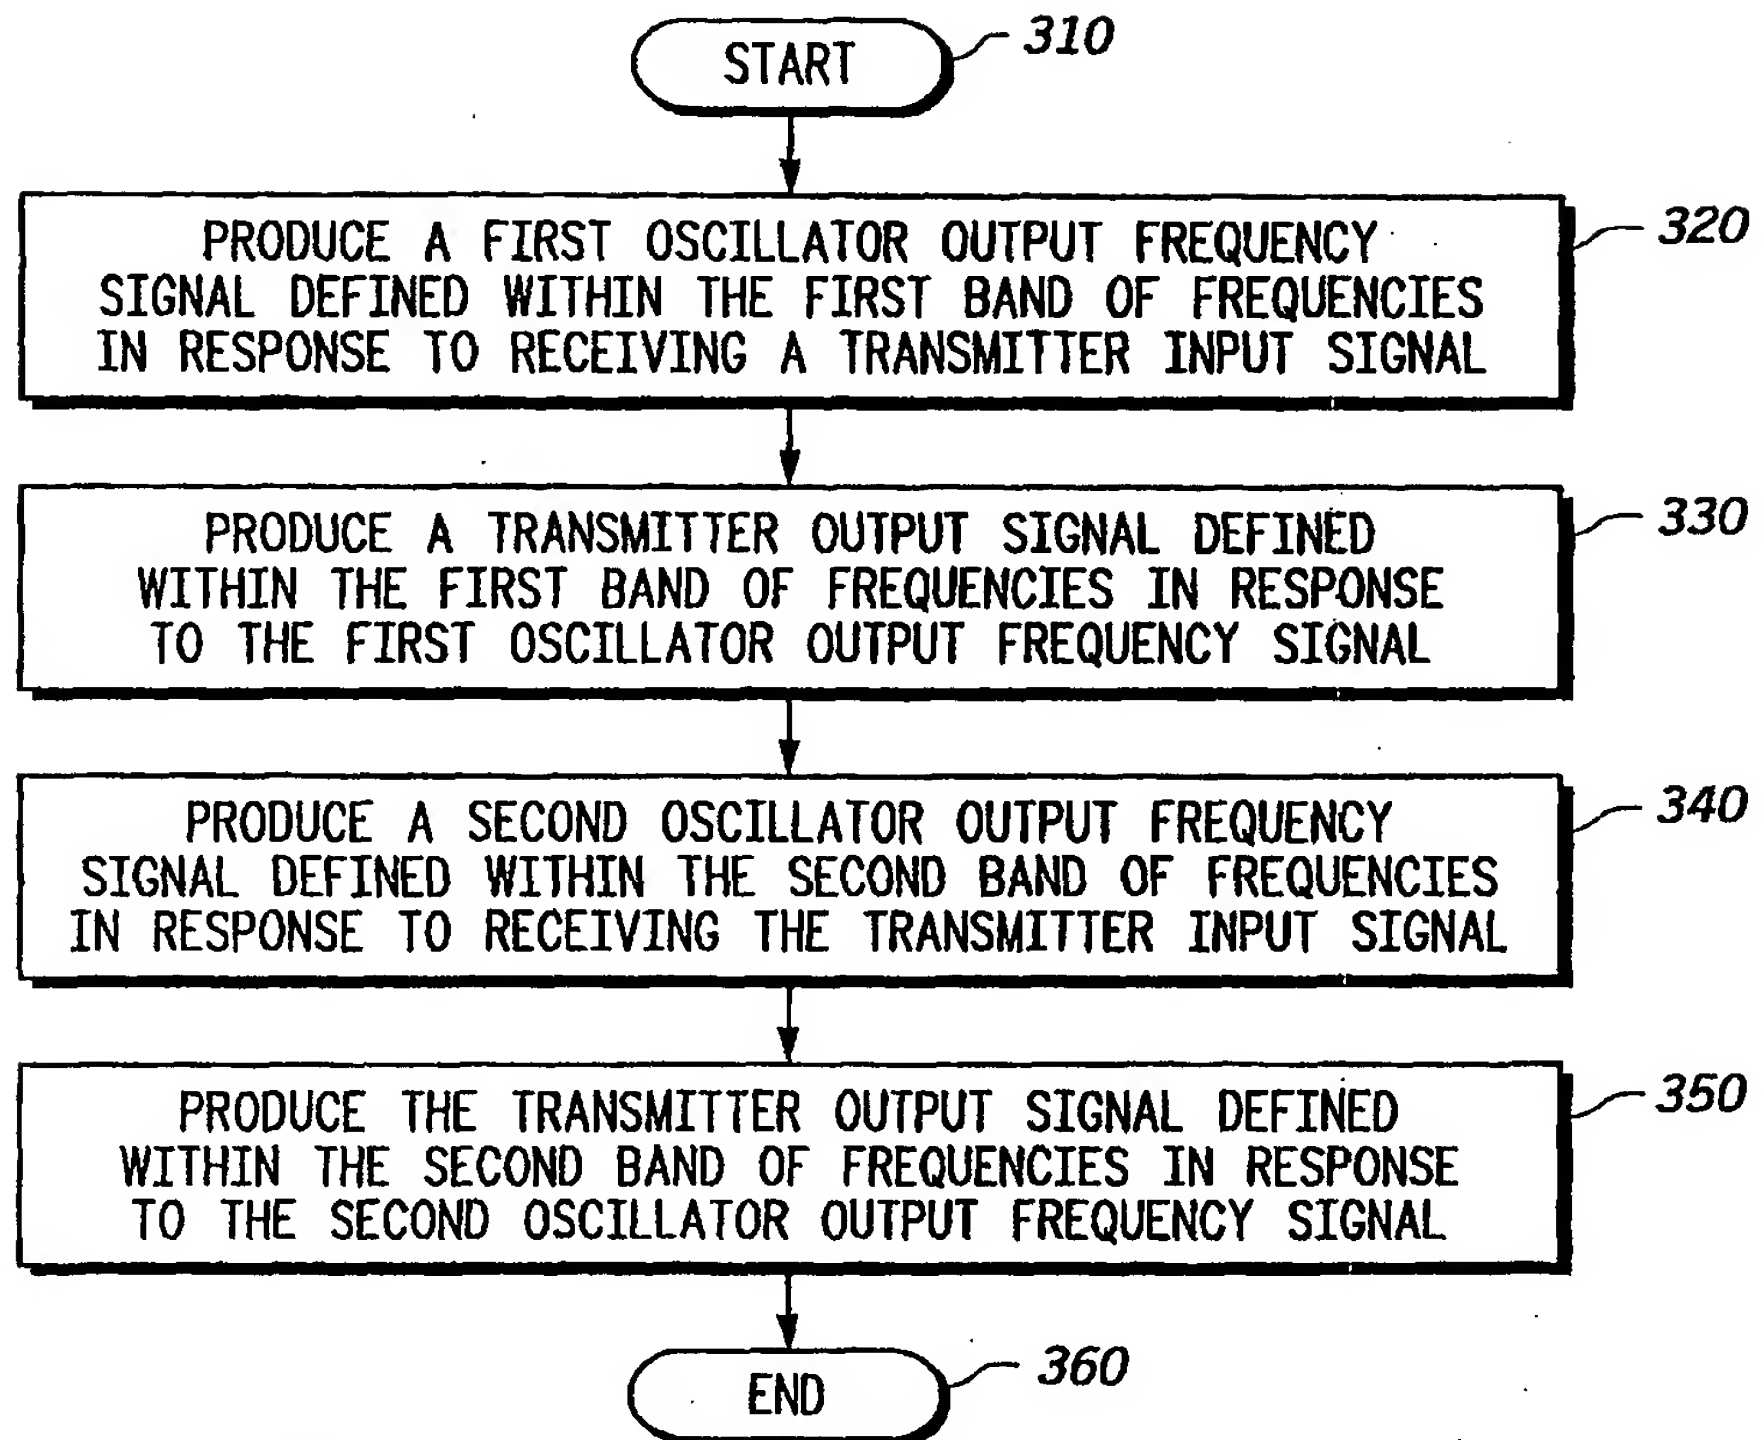 START
310
PRODUCE A FIRST OSCILLATOR OUTPUT FREQUENCY
SIGNAL DEFINED WITHIN THE FIRST BAND OF FREQUENCIES
IN RESPONSE TO RECEIVING A TRANSMITTER INPUT SIGNAL
320
PRODUCE A TRANSMITTER OUTPUT SIGNAL DEFINED
WITHIN THE FIRST BAND OF FREQUENCIES IN RESPONSE
TO THE FIRST OSCILLATOR OUTPUT FREQUENCY SIGNAL
330
PRODUCE A SECOND OSCILLATOR OUTPUT FREQUENCY
SIGNAL DEFINED WITHIN THE SECOND BAND OF FREQUENCIES
IN RESPONSE TO RECEIVING THE TRANSMITTER INPUT SIGNAL
340
PRODUCE THE TRANSMITTER OUTPUT SIGNAL DEFINED
WITHIN THE SECOND BAND OF FREQUENCIES IN RESPONSE
TO THE SECOND OSCILLATOR OUTPUT FREQUENCY SIGNAL
350
END
360